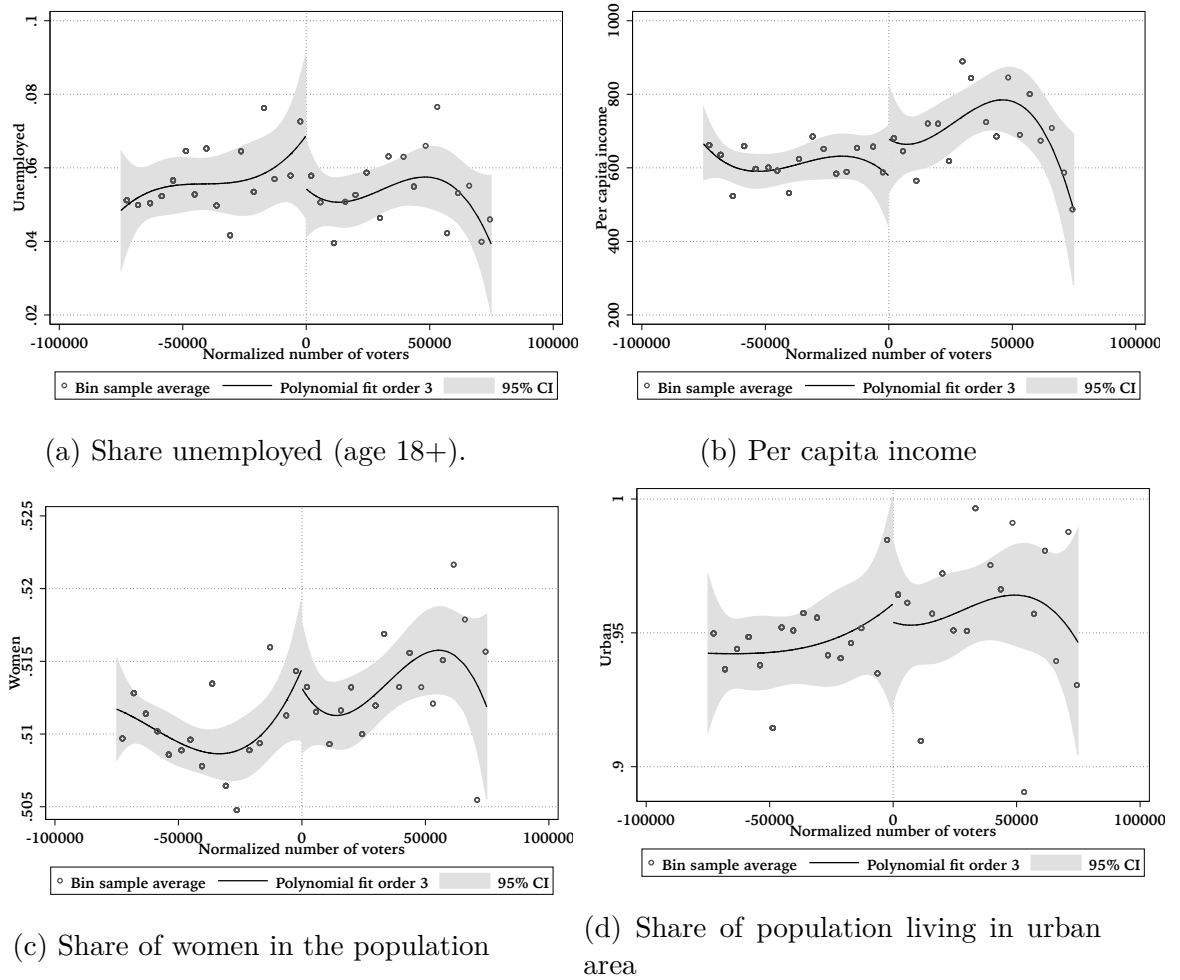 .1
.08
.06
.04
.02
Unemployed
-100000
-50000
0
50000
100000
Normalized number of voters
Bin sample average
Polynomial fit order 3
95% CI
(a) Share unemployed (age 18+).
1000
800
600
400
200
Per capita income
-100000
-50000
0
50000
100000
Normalized number of voters
Bin sample average
Polynomial fit order 3
95% CI
(b) Per capita income
.525
.52
.515
.51
.505
Women
-100000
-50000
0
50000
100000
Normalized number of voters
Bin sample average
Polynomial fit order 3
95% CI
(c) Share of women in the population
1
.95
.9
Urban
-100000
-50000
0
50000
100000
Normalized number of voters
Bin sample average
Polynomial fit order 3
95% CI
(d) Share of population living in urban
area